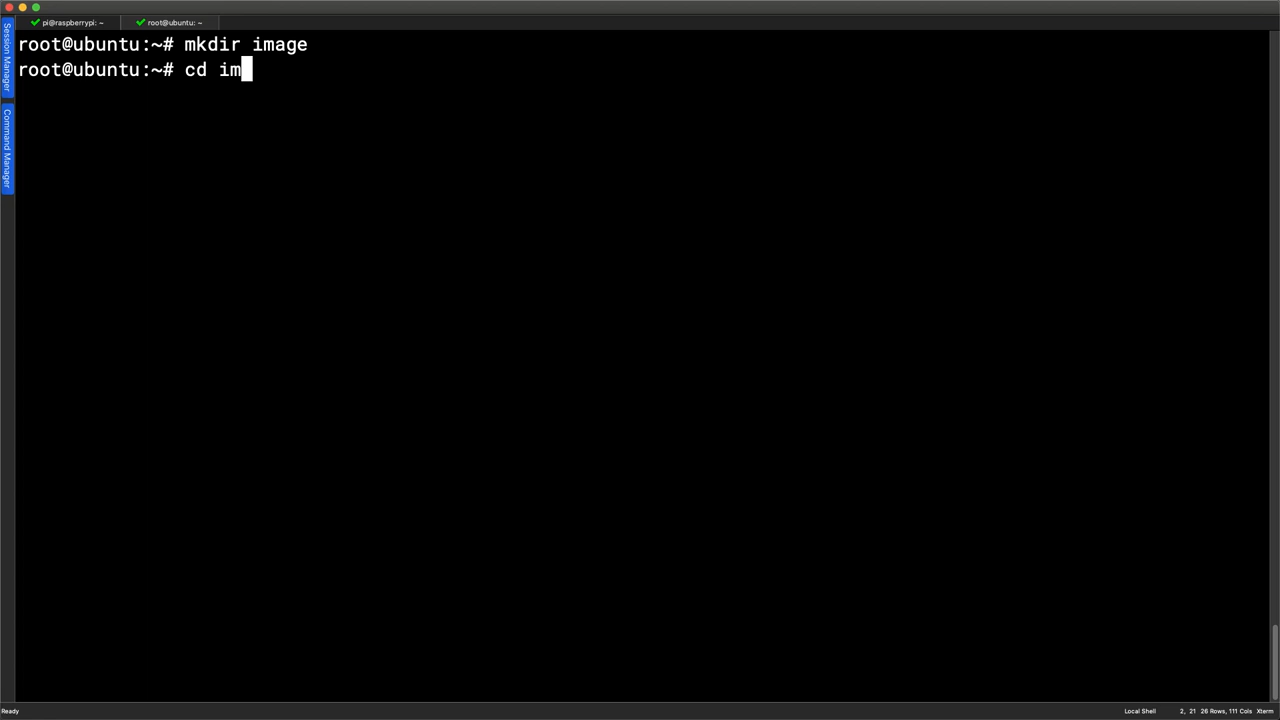 pi@raspberrypi: ~
root@ubuntu: ~
Session Manager
Command Manager
root@ubuntu:~# mkdir image
root@ubuntu:~# cd im
Ready
Local Shell
2, 21 26 Rows, 111 Cols Xterm